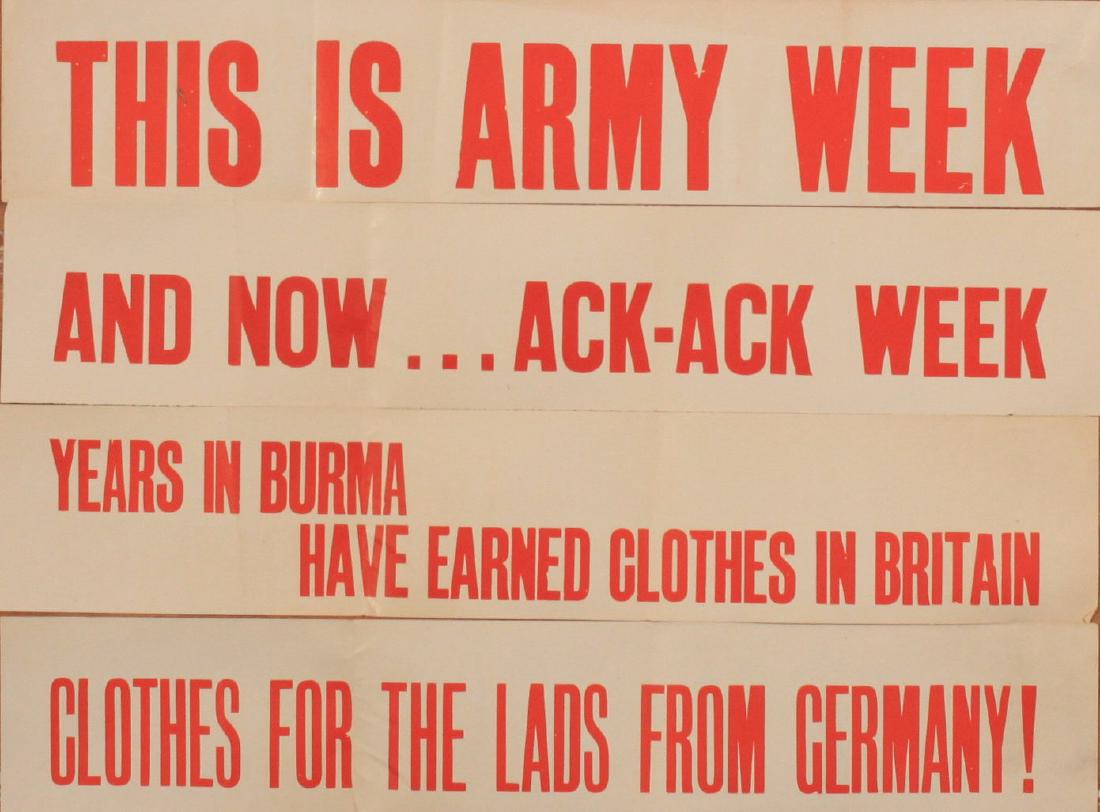 THIS IS ARMY WEEK
AND NOW... ACK-ACK WEEK
YEARS IN BURMA
HAVE EARNED CLOTHES IN BRITAIN
CLOTHES FOR THE LADS FROM GERMANY!